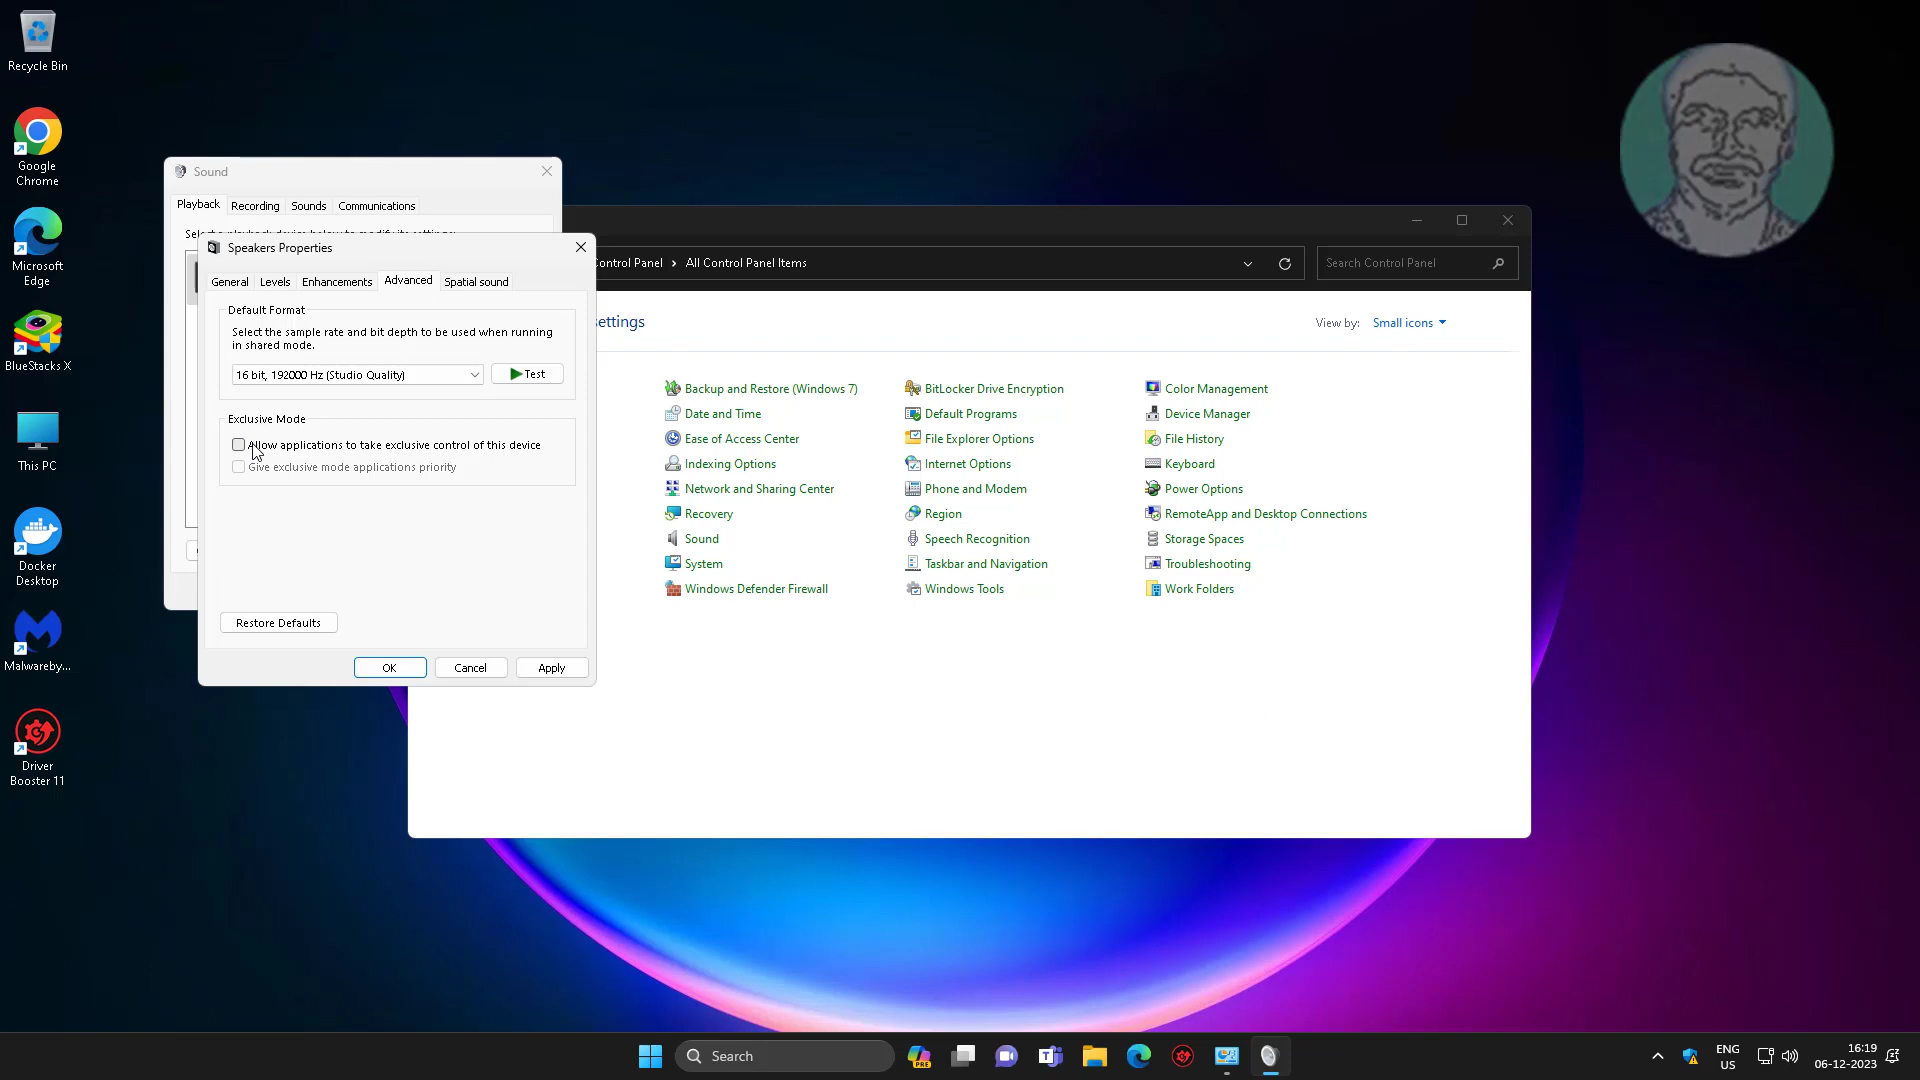 Recycle Bin
Google
Chrome
Microsoft
Edge
BlueStacks X
This PC
Docker
Desktop
Malwareby...
Driver
Booster 11
Sound
Playback
Recording
Sounds
Communications
Speakers Properties
General
Levels
Enhancements
Advanced
Spatial sound
Default Format
Select the sample rate and bit depth to be used when running
in shared mode.
16 bit, 192000 Hz (Studio Quality)
Test
Exclusive Mode
Allow applications to take exclusive control of this device
Give exclusive mode applications priority
Restore Defaults
OK
Cancel
Apply
Control Panel > All Control Panel Items
Search Control Panel
settings
View by: Small icons
Backup and Restore (Windows 7)
BitLocker Drive Encryption
Color Management
Date and Time
Default Programs
Device Manager
Ease of Access Center
File Explorer Options
File History
Indexing Options
Internet Options
Keyboard
Network and Sharing Center
Phone and Modem
Power Options
Recovery
Region
RemoteApp and Desktop Connections
Sound
Speech Recognition
Storage Spaces
System
Taskbar and Navigation
Troubleshooting
Windows Defender Firewall
Windows Tools
Work Folders
Search
PRE
ENG
US
16:19
06-12-2023